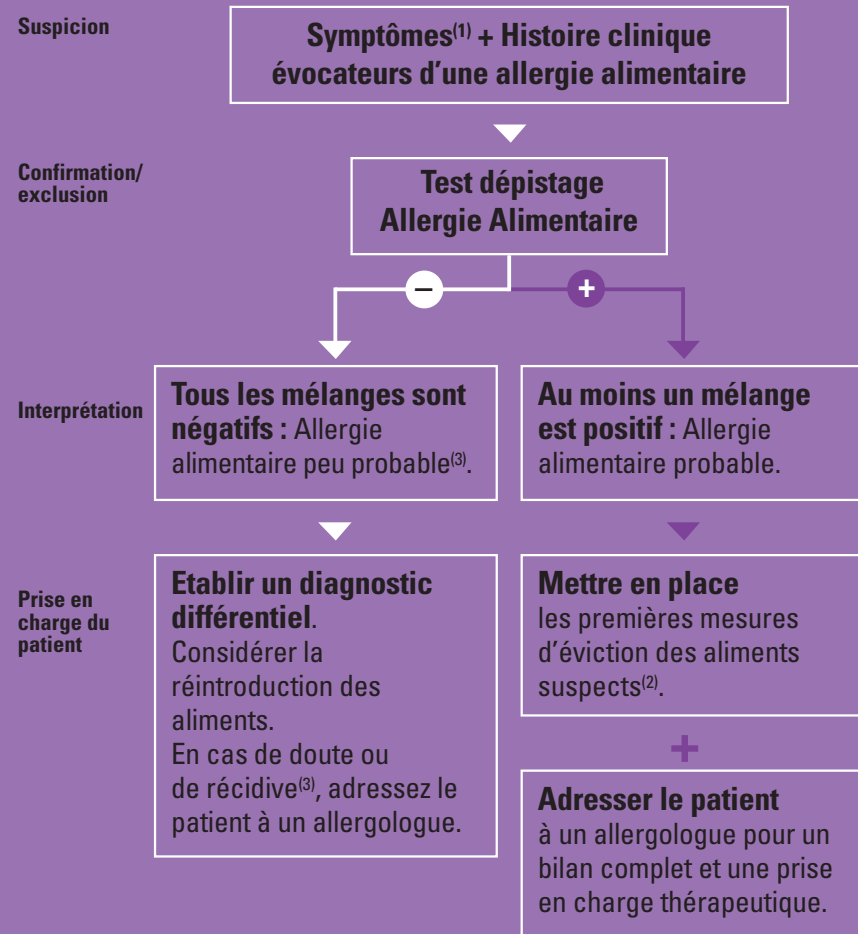 Suspicion
Symptômes(1) + Histoire clinique
évocateurs d’une allergie alimentaire
Confirmation/
exclusion
Test dépistage
Allergie Alimentaire
–
+
Interprétation
Tous les mélanges sont
négatifs : Allergie
alimentaire peu probable(3).
Au moins un mélange
est positif : Allergie
alimentaire probable.
Prise en
charge du
patient
Etablir un diagnostic
différentiel.
Considérer la
réintroduction des
aliments.
En cas de doute ou
de récidive(3), adressez le
patient à un allergologue.
Mettre en place
les premières mesures
d’éviction des aliments
suspects(2).
+
Adresser le patient
à un allergologue pour un
bilan complet et une prise
en charge thérapeutique.